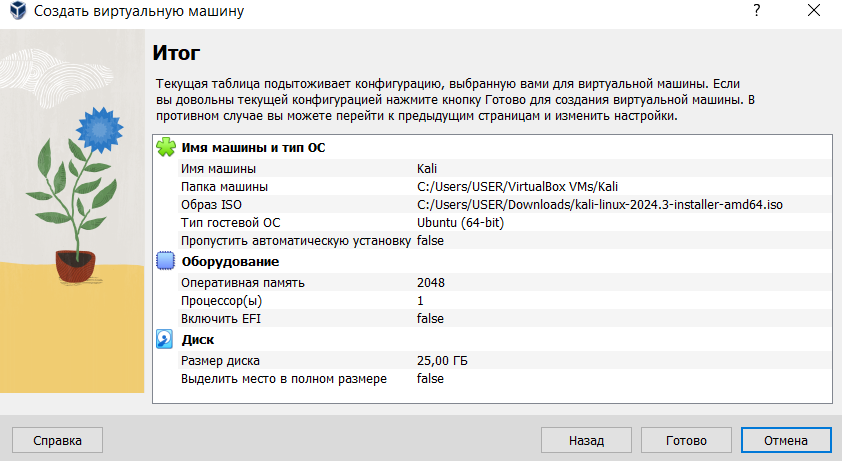 Создать виртуальную машину
?
Итог
Текущая таблица подытоживает конфигурацию, выбранную вами для виртуальной машины. Если
вы довольны текущей конфигурацией нажмите кнопку Готово для создания виртуальной машины. В
противном случае вы можете перейти к предыдущим страницам и изменить настройки.
Имя машины и тип ОС
Имя машины Kali
Папка машины C:/Users/USER/VirtualBox VMs/Kali
Образ ISO C:/Users/USER/Downloads/kali-linux-2024.3-installer-amd64.iso
Тип гостевой ОС Ubuntu (64-bit)
Пропустить автоматическую установку false
Оборудование
Оперативная память 2048
Процессор(ы) 1
Включить EFI false
Диск
Размер диска 25,00 ГБ
Выделить место в полном размере false
Справка Назад Готово Отмена